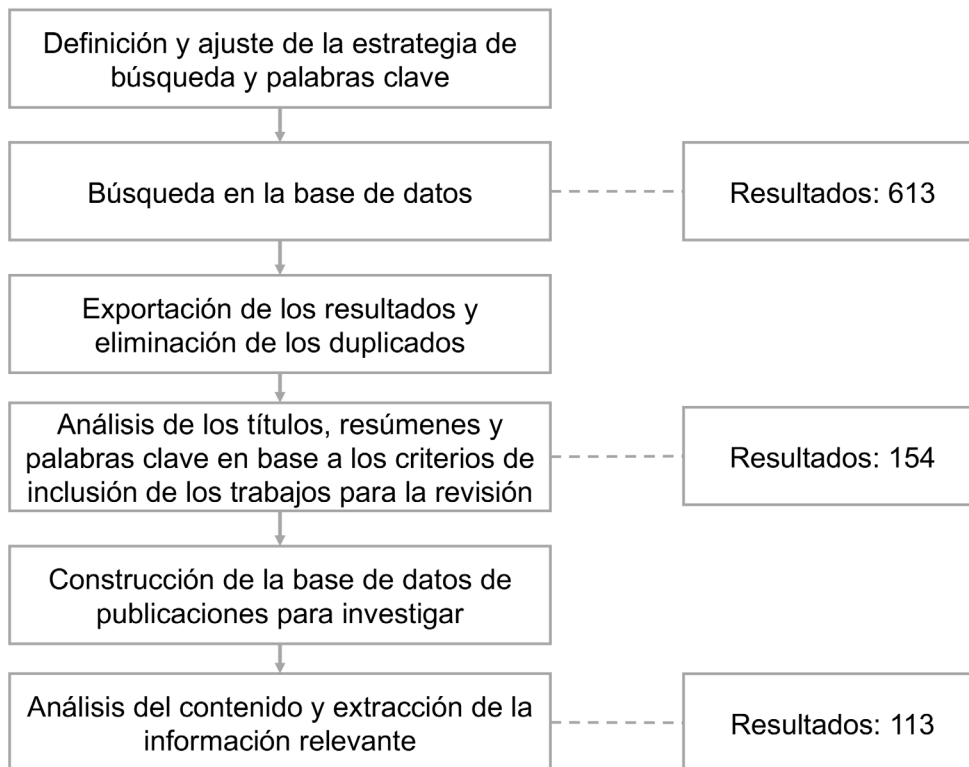 Definición y ajuste de la estrategia de
búsqueda y palabras clave
Búsqueda en la base de datos
Resultados: 613
Exportación de los resultados y
eliminación de los duplicados
Análisis de los títulos, resúmenes y
palabras clave en base a los criterios de
inclusión de los trabajos para la revisión
Resultados: 154
Construcción de la base de datos de
publicaciones para investigar
Análisis del contenido y extracción de la
información relevante
Resultados: 113